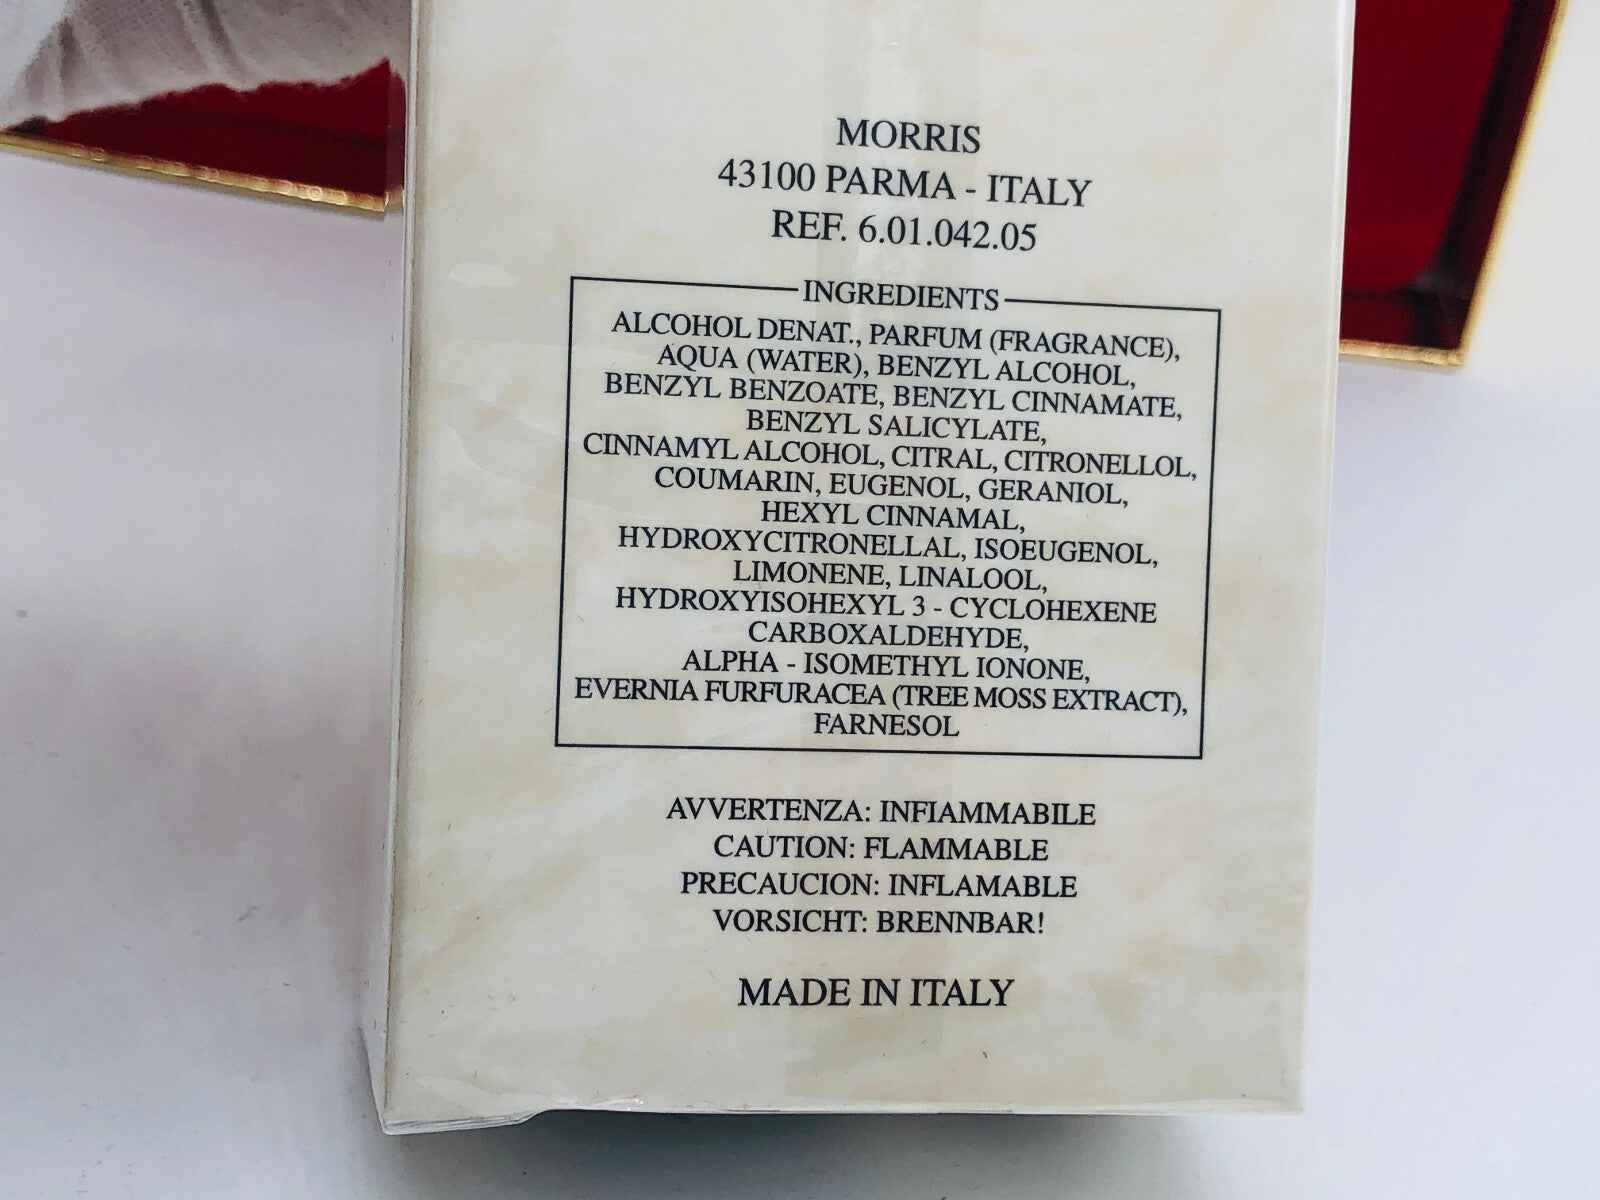 MORRIS
43100 PARMA - ITALY
REF. 6.01.042.05
INGREDIENTS
ALCOHOL DENAT., PARFUM (FRAGRANCE),
AQUA (WATER), BENZYL ALCOHOL,
BENZYL BENZOATE, BENZYL CINNAMATE,
BENZYL SALICYLATE,
CINNAMYL ALCOHOL, CITRAL, CITRONELLOL,
COUMARIN, EUGENOL, GERANIOL,
HEXYL CINNAMAL,
HYDROXYCITRONELLAL, ISOEUGENOL,
LIMONENE, LINALOOL,
HYDROXYISOHEXYL 3 - CYCLOHEXENE
CARBOXALDEHYDE,
ALPHA - ISOMETHYL IONONE,
EVERNIA FURFURACEA (TREE MOSS EXTRACT),
FARNESOL
AVVERTENZA: INFIAMMABILE
CAUTION: FLAMMABLE
PRECAUCION: INFLAMABLE
VORSICHT: BRENNBAR!
MADE IN ITALY